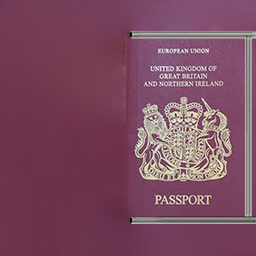 EUROPEAN UNION
UNITED KINGDOM OF
GREAT BRITAIN
AND NORTHERN IRELAND
PASSPORT